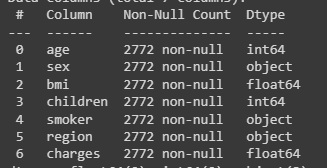 Data columns (total 7 columns):
#   Column    Non-Null Count  Dtype
---  ------    --------------  -----
0   age       2772 non-null   int64
1   sex       2772 non-null   object
2   bmi       2772 non-null   float64
3   children  2772 non-null   int64
4   smoker    2772 non-null   object
5   region    2772 non-null   object
6   charges   2772 non-null   float64